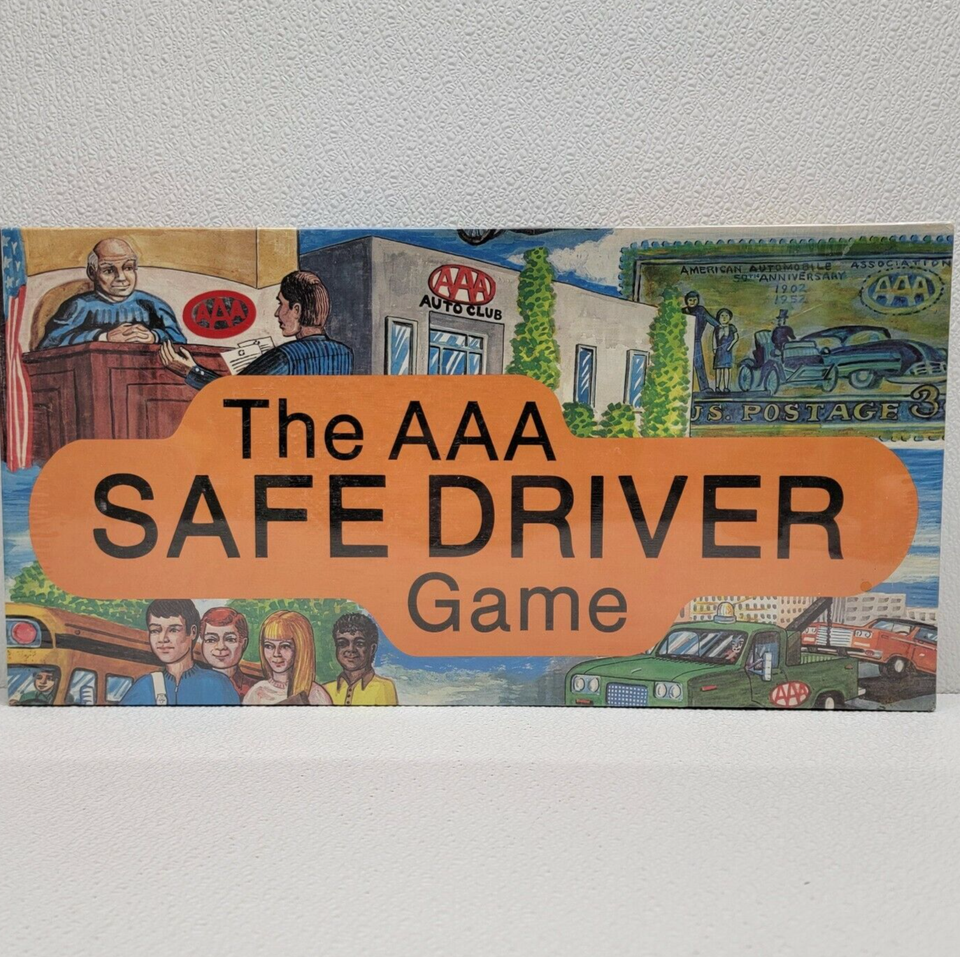 AAA
AAA
AUTO CLUB
AMERICAN AUTOMOBILE ASSOCIATION
50TH ANNIVERSARY
1902
1952
AAA
U.S. POSTAGE 3
The AAA
SAFE DRIVER
Game
AAA